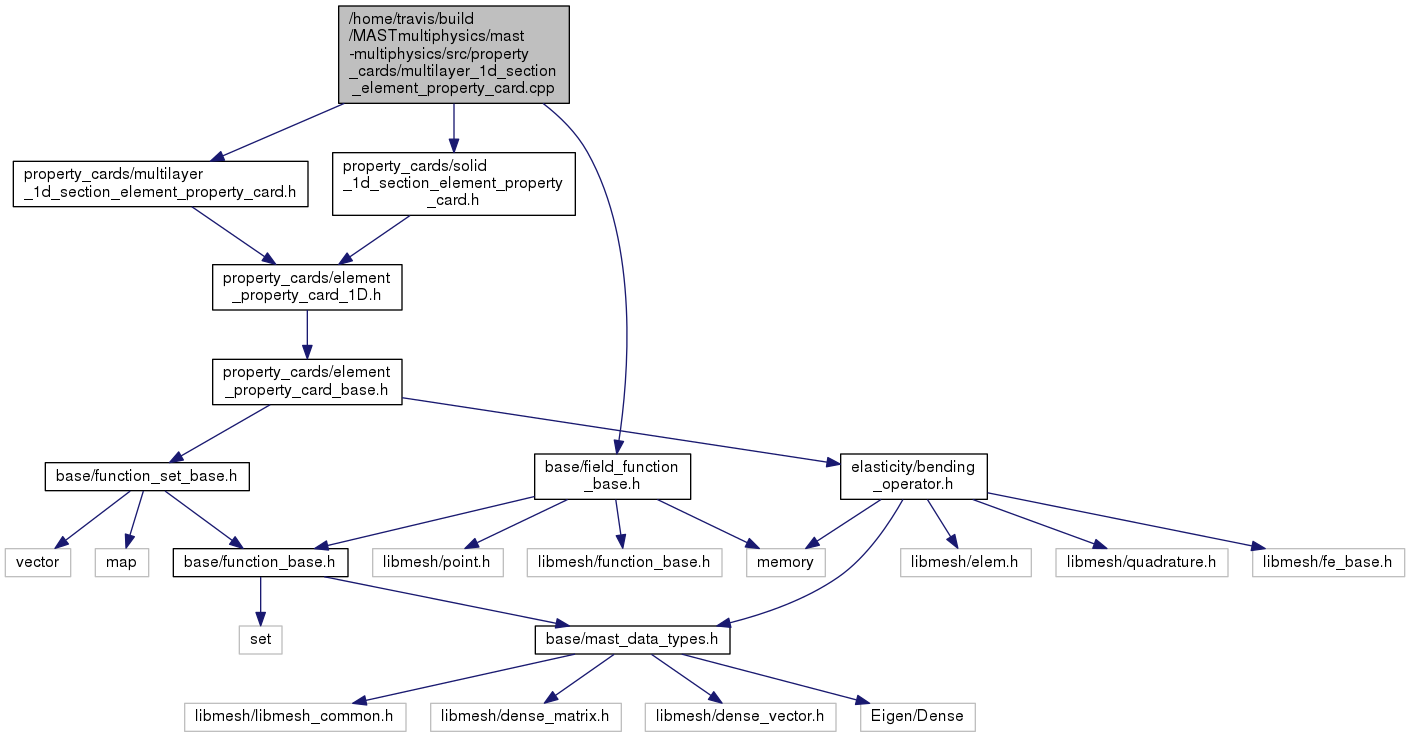 /home/travis/build
/MASTmultiphysics/mast
-multiphysics/src/property
_cards/multilayer_1d_section
_element_property_card.cpp
property_cards/multilayer
_1d_section_element_property_card.h
property_cards/solid
_1d_section_element_property
_card.h
property_cards/element
_property_card_1D.h
property_cards/element
_property_card_base.h
base/function_set_base.h
base/field_function
_base.h
elasticity/bending
_operator.h
vector
map
base/function_base.h
libmesh/point.h
libmesh/function_base.h
memory
libmesh/elem.h
libmesh/quadrature.h
libmesh/fe_base.h
set
base/mast_data_types.h
libmesh/libmesh_common.h
libmesh/dense_matrix.h
libmesh/dense_vector.h
Eigen/Dense